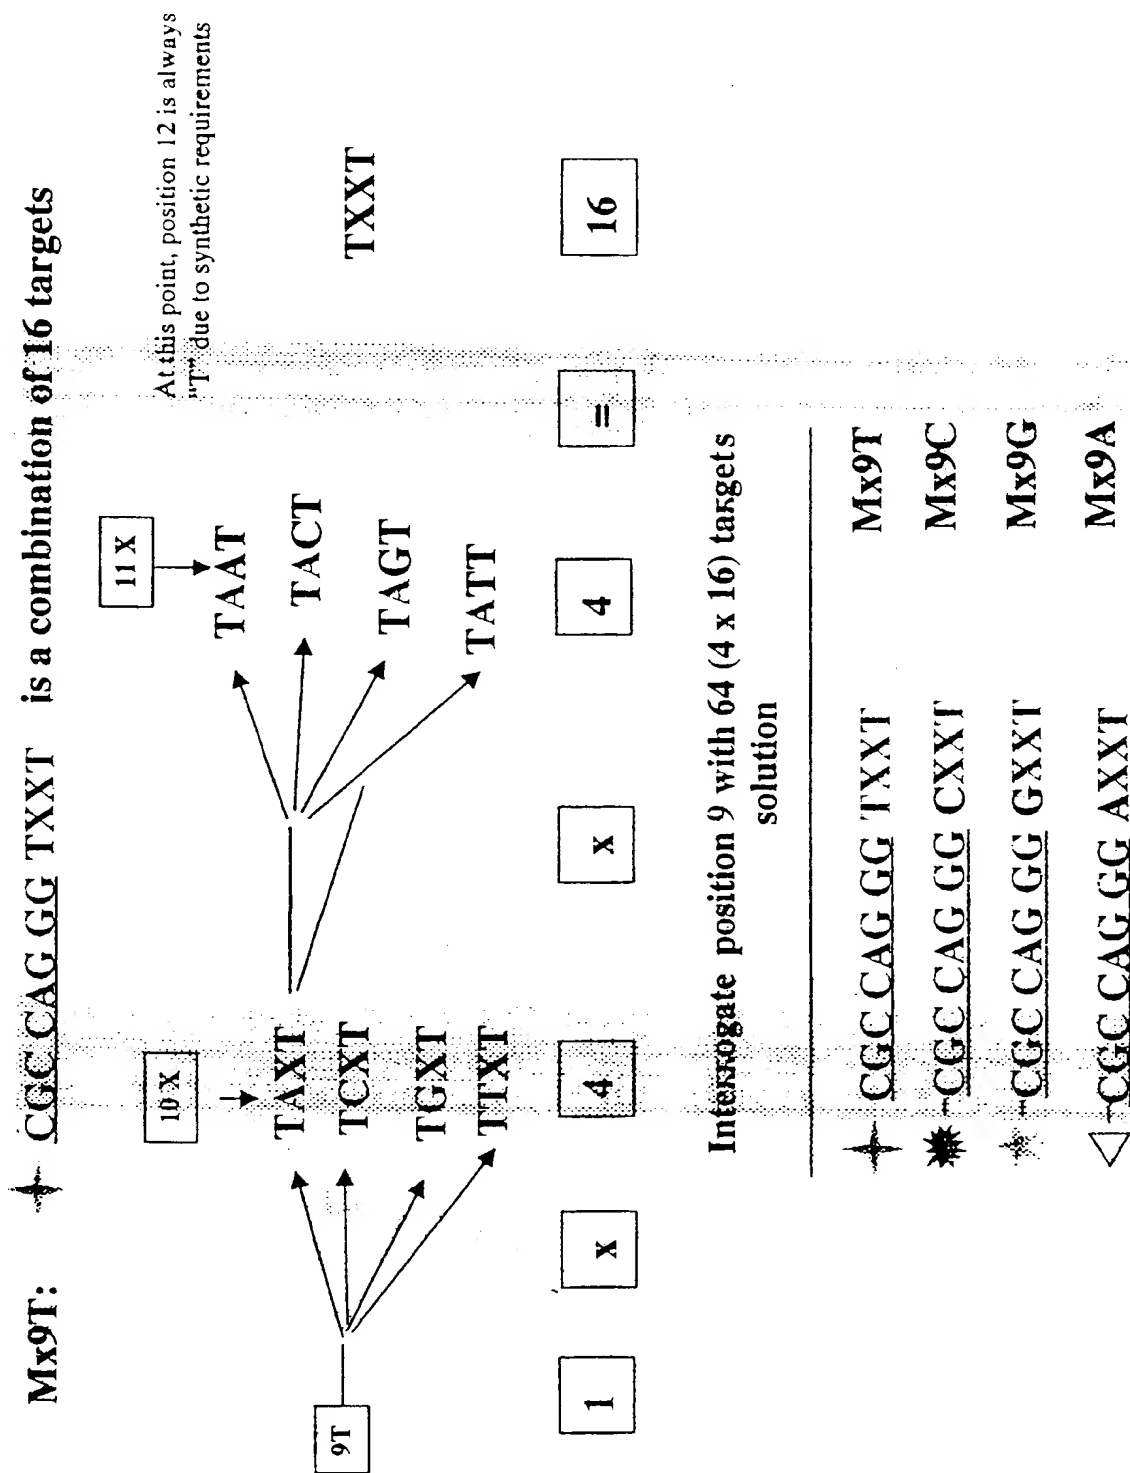 Mx9T: CGC CAG GG TXXT is a combination of 16 targets
At this point, position 12 is always
"T" due to synthetic requirements
10 X
11 X
9T
TAXT
TCXT
TGXT
TTXT
TAAT
TACT
TAGT
TATT
TXXT
1 x 4 x 4 = 16
Interrogate position 9 with 64 (4 x 16) targets
solution
CGC CAG GG TXXT Mx9T
CGC CAG GG CXXT Mx9C
CGC CAG GG GXXT Mx9G
CGC CAG GG AXXT Mx9A